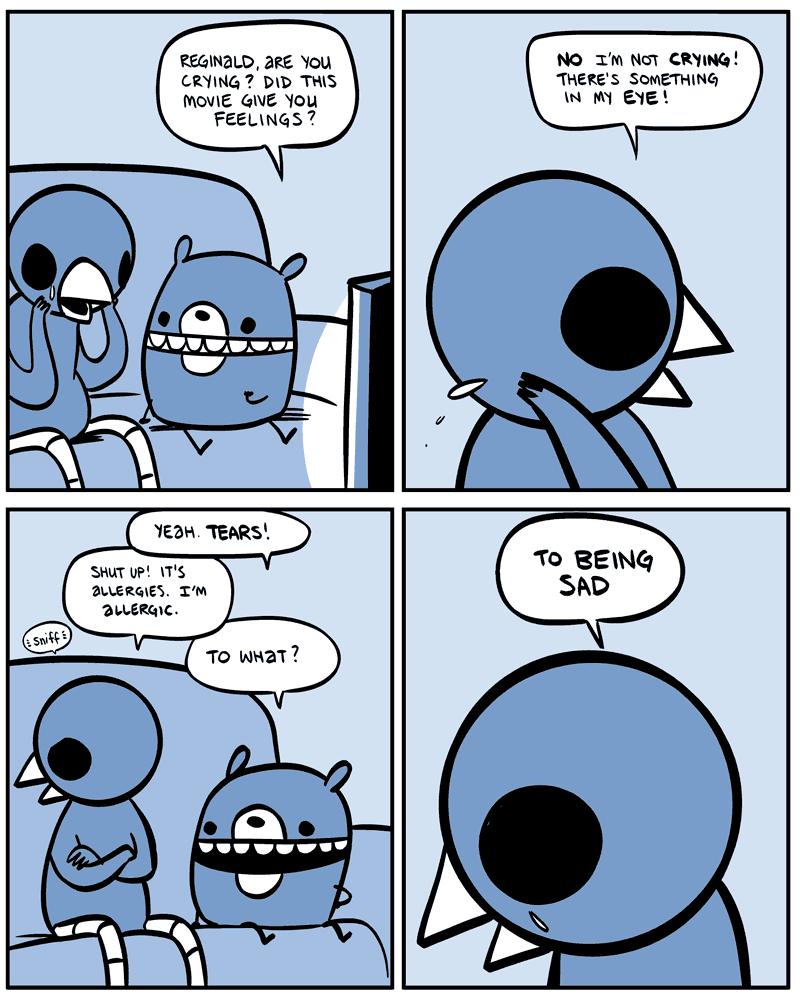 REGINALD, ARE YOU
CRYING? DID THIS
MOVIE GIVE YOU
FEELINGS?
NO I'M NOT CRYING!
THERE'S SOMETHING
IN MY EYE!
YEAH. TEARS!
SHUT UP! IT'S
ALLERGIES. I'M
ALLERGIC.
sniff
TO WHAT?
TO BEING
SAD